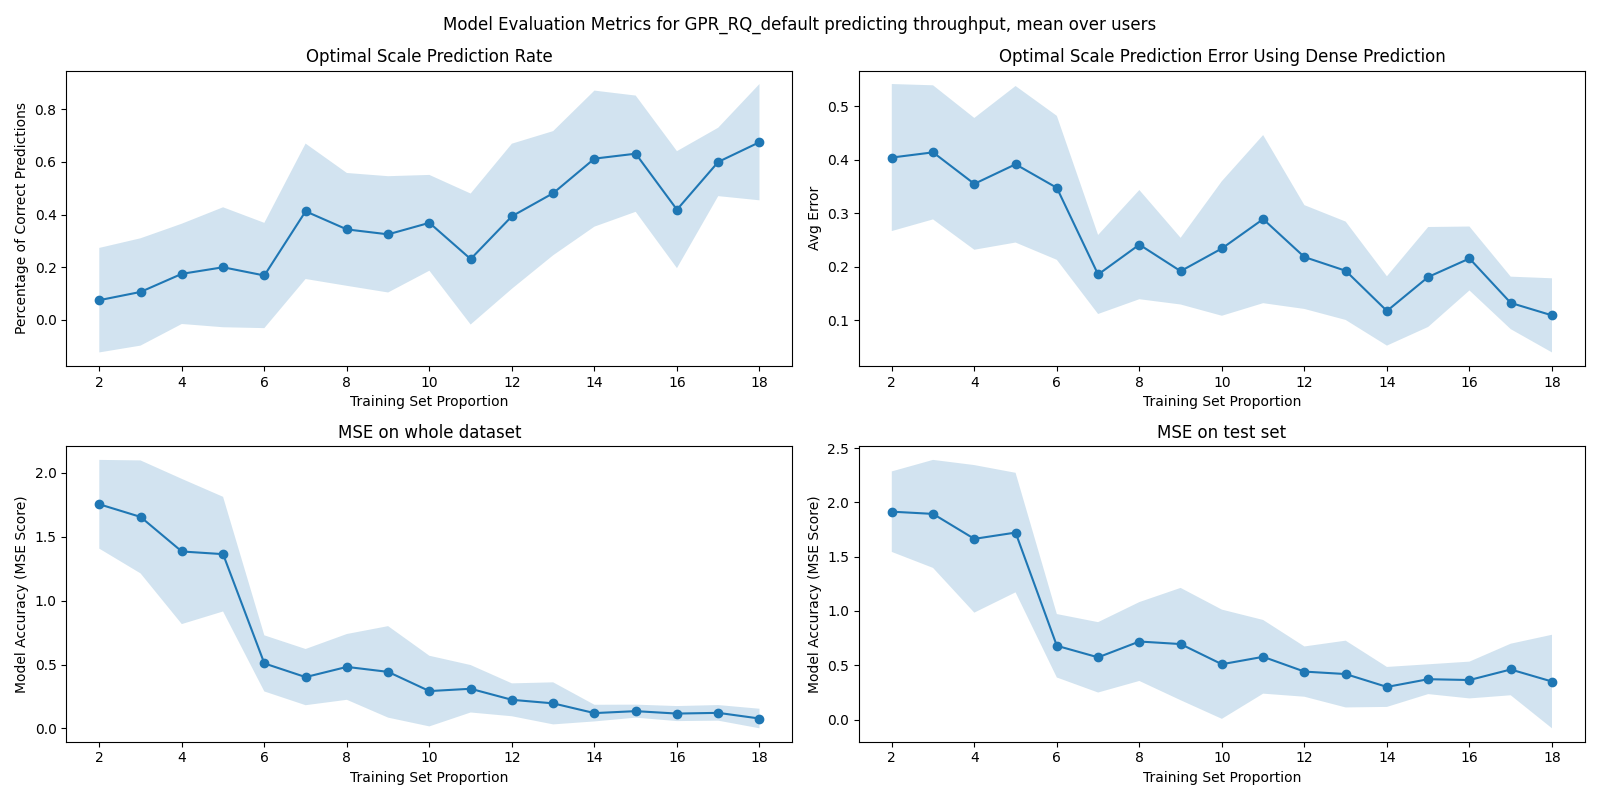 Model Evaluation Metrics for GPR_RQ_default predicting throughput, mean over users
Optimal Scale Prediction Rate
Percentage of Correct Predictions
0.8
0.6
0.4
0.2
0.0
2 4 6 8 10 12 14 16 18
Training Set Proportion
Optimal Scale Prediction Error Using Dense Prediction
Avg Error
0.5
0.4
0.3
0.2
0.1
2 4 6 8 10 12 14 16 18
Training Set Proportion
MSE on whole dataset
Model Accuracy (MSE Score)
2.0
1.5
1.0
0.5
0.0
2 4 6 8 10 12 14 16 18
Training Set Proportion
MSE on test set
Model Accuracy (MSE Score)
2.5
2.0
1.5
1.0
0.5
0.0
2 4 6 8 10 12 14 16 18
Training Set Proportion